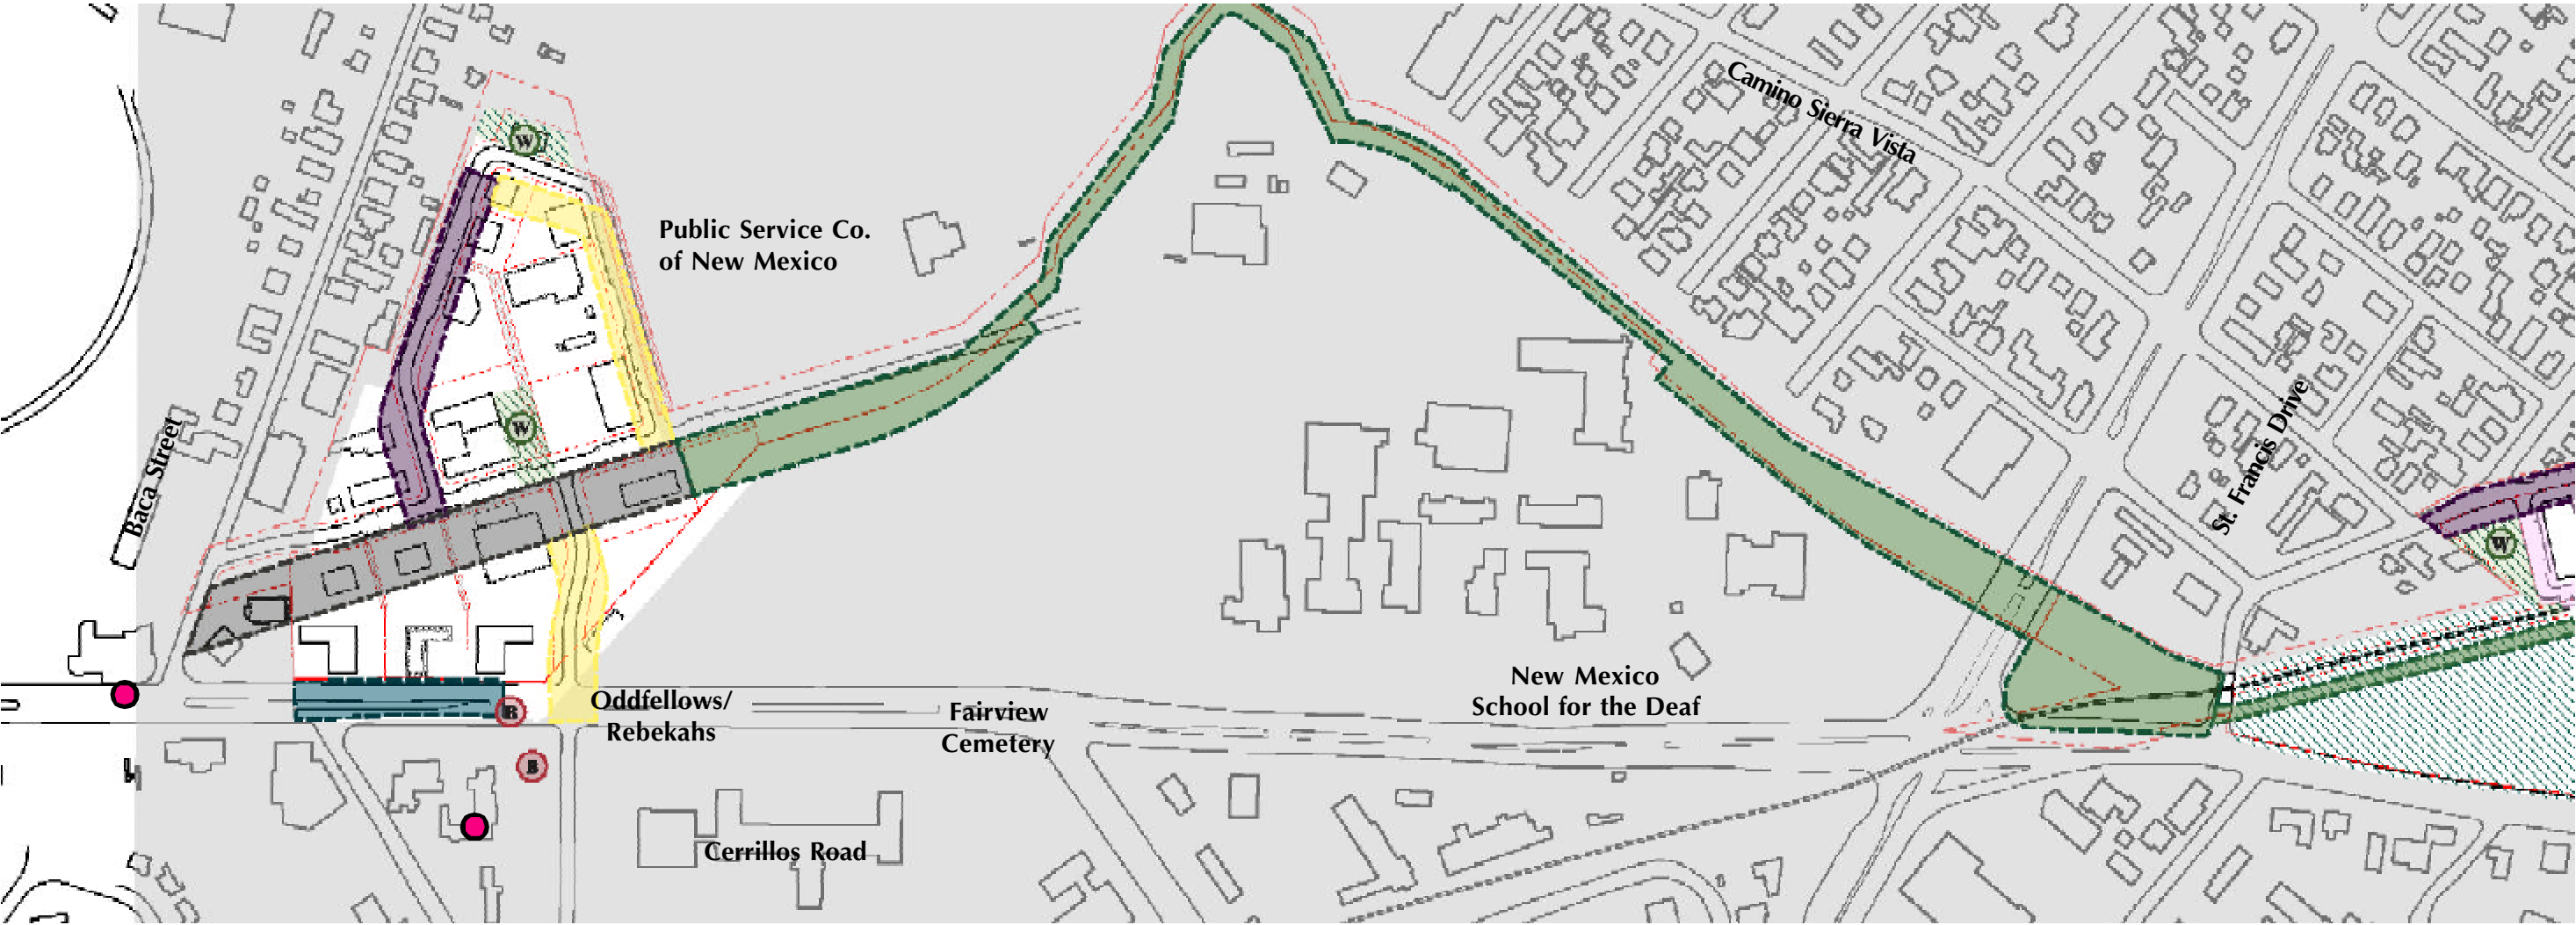 Camino Sierra Vista
W
Public Service Co.
of New Mexico
Baca Street
W
St. Francis Drive
W
New Mexico
School for the Deaf
Oddfellows/
Rebekahs
Fairview
Cemetery
B
B
Cerrillos Road